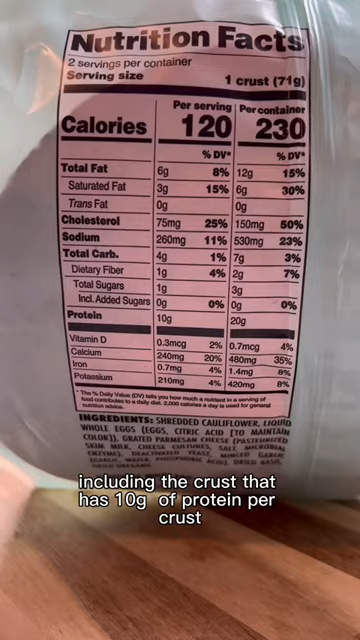 Nutrition Facts
2 servings per container
Serving size 1 crust (71g)
Per serving Per container
Calories 120 230
% DV* % DV*
Total Fat 6g 8% 12g 15%
Saturated Fat 3g 15% 6g 30%
Trans Fat 0g 0g
Cholesterol 75mg 25% 150mg 50%
Sodium 260mg 11% 530mg 23%
Total Carb. 4g 1% 7g 3%
Dietary Fiber 1g 4% 2g 7%
Total Sugars 1g 3g
Incl. Added Sugars 0g 0% 0g 0%
Protein 10g 20g
Vitamin D 0.3mcg 2% 0.7mcg 4%
Calcium 240mg 20% 480mg 35%
Iron 0.7mg 4% 1.4mg 8%
Potassium 210mg 4% 420mg 8%
*The % Daily Value (DV) tells you how much a nutrient in a serving of
food contributes to a daily diet. 2,000 calories a day is used for general
nutrition advice.
INGREDIENTS: SHREDDED CAULIFLOWER, LIQUID
WHOLE EGGS (EGGS, CITRIC ACID [TO MAINTAIN
COLOR]), GRATED PARMESAN CHEESE (PASTEURIZED
SKIM MILK, CHEESE CULTURES, SALT, MICROBIAL
ENZYME), DEACTIVATED YEAST, MINCED GARLIC
(GARLIC, WATER, PHOSPHORIC ACID), DRIED BASIL,
DRIED OREGANO
including the crust that
has 10g of protein per
crust